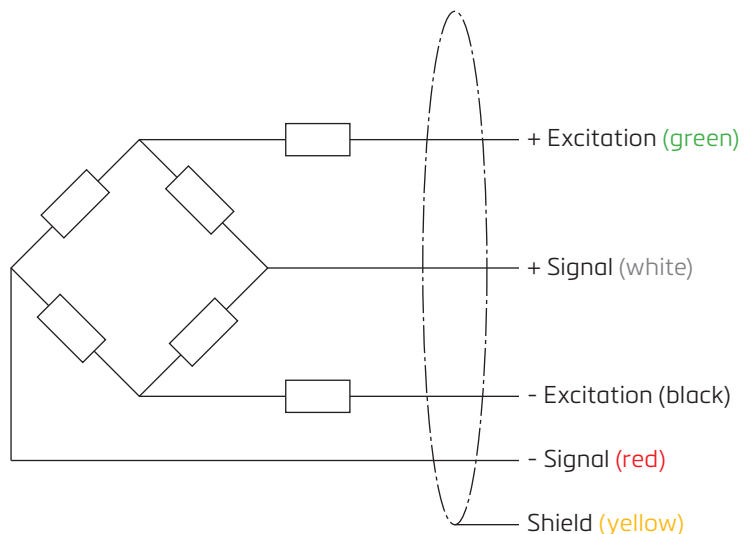 + Excitation (green)
+ Signal (white)
- Excitation (black)
- Signal (red)
Shield (yellow)